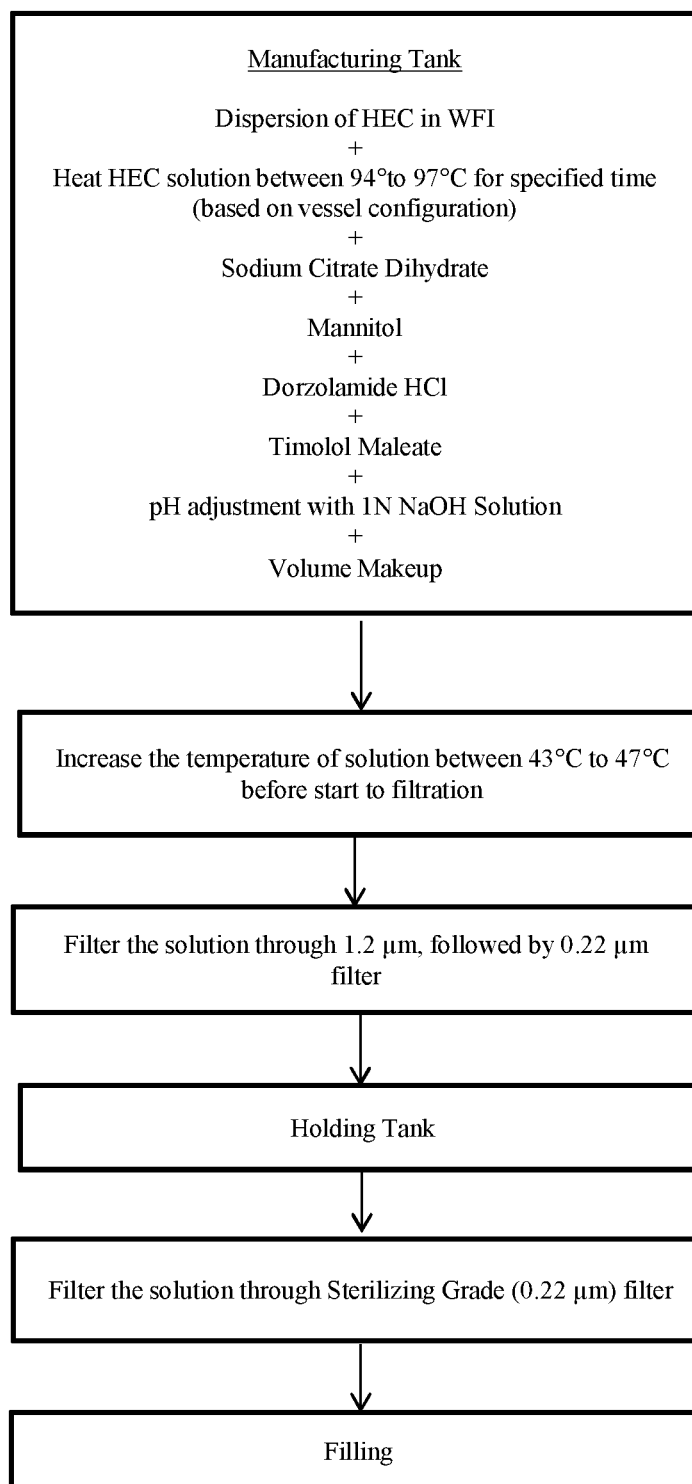 Manufacturing Tank
Dispersion of HEC in WFI
+
Heat HEC solution between 94°to 97°C for specified time
(based on vessel configuration)
+
Sodium Citrate Dihydrate
+
Mannitol
+
Dorzolamide HCl
+
Timolol Maleate
+
pH adjustment with 1N NaOH Solution
+
Volume Makeup
Increase the temperature of solution between 43°C to 47°C
before start to filtration
Filter the solution through 1.2 µm, followed by 0.22 µm
filter
Holding Tank
Filter the solution through Sterilizing Grade (0.22 µm) filter
Filling